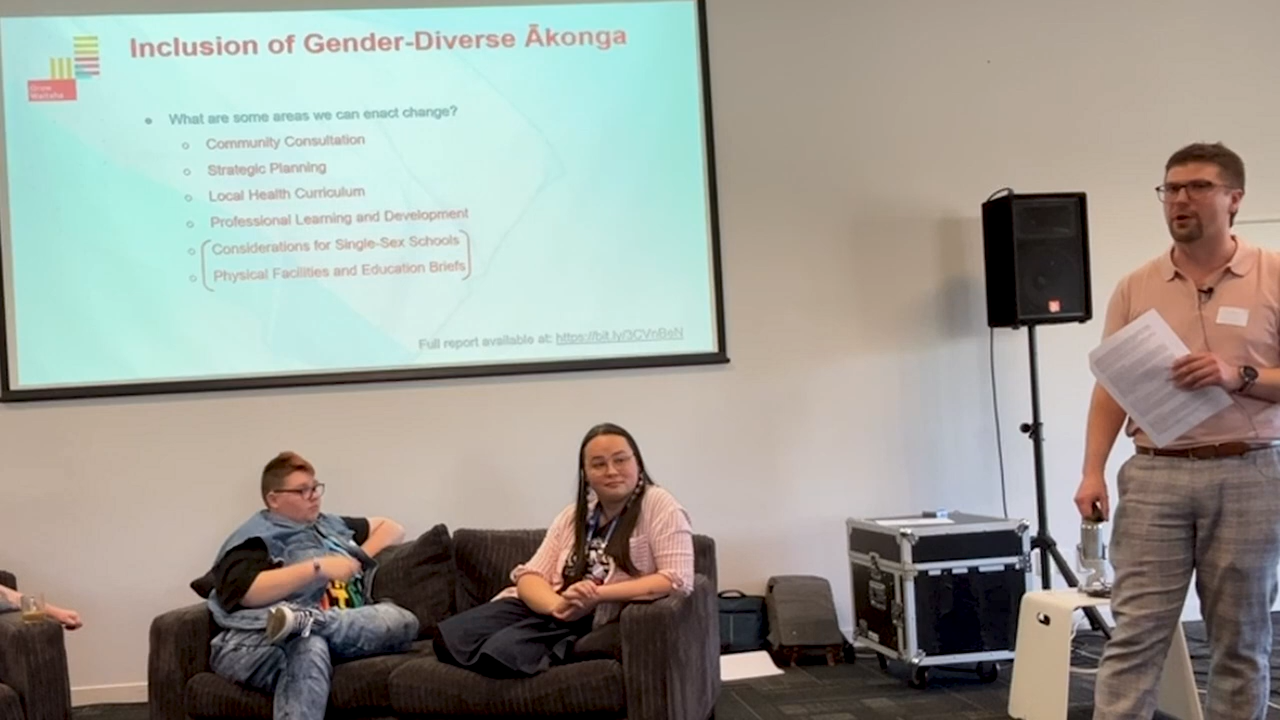 Grow
Waitaha
Inclusion of Gender-Diverse Ākonga
What are some areas we can enact change?
Community Consultation
Strategic Planning
Local Health Curriculum
Professional Learning and Development
Considerations for Single-Sex Schools
Physical Facilities and Education Briefs
Full report available at: